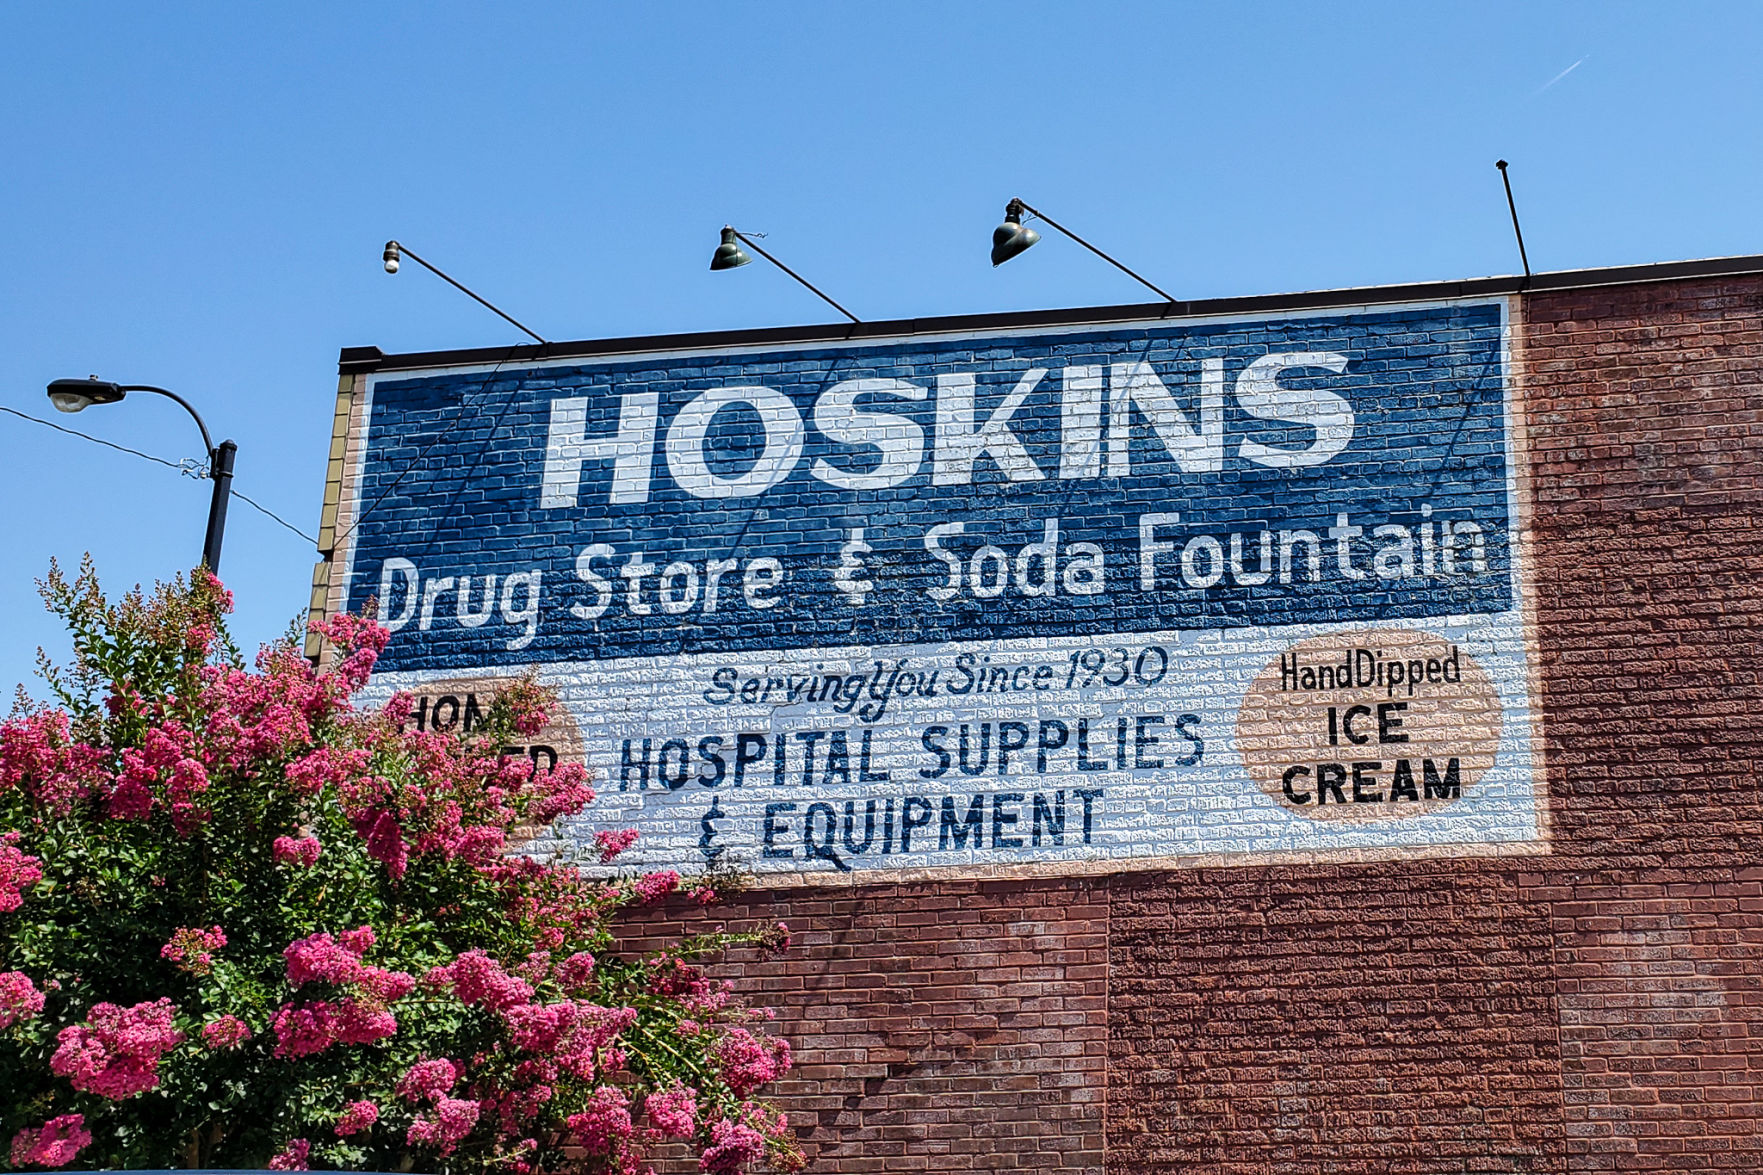 HOSKINS
Drug Store & Soda Fountain
Serving You Since 1930
HOSPITAL SUPPLIES
& EQUIPMENT
HandDipped
ICE
CREAM